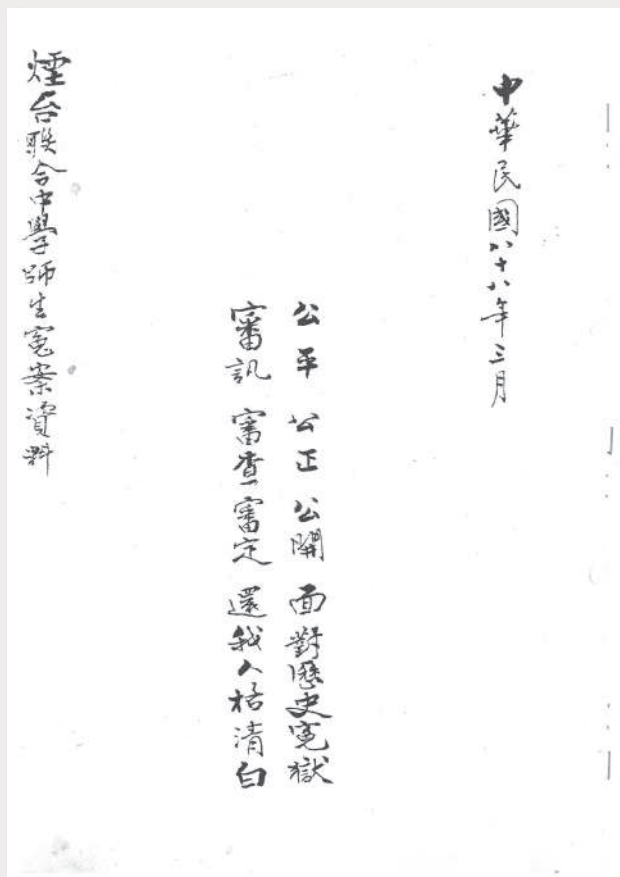 中華民國八十八年三月
公平 公正 公開 面對歷史寃獄
審訊 審查 審定 還我人格清白
煙台聯合中學師生寃案資料